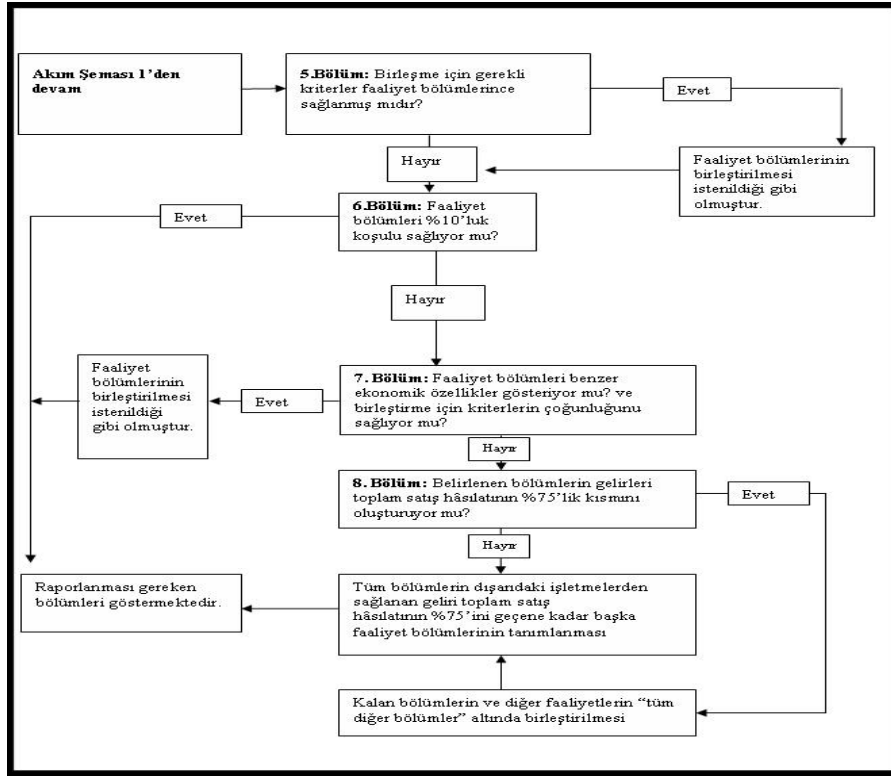 Akım Şeması 1'den
devam
5.Bölüm: Birleşme için gerekli
kriterler faaliyet bölümlerince
sağlanmış mıdır?
Evet
Hayır
Faaliyet bölümlerinin
birleştirilmesi
istenildiği gibi
olmuştur.
6.Bölüm: Faaliyet
bölümleri %10'luk
koşulu sağlıyor mu?
Evet
Hayır
7. Bölüm: Faaliyet bölümleri benzer
ekonomik özellikler gösteriyor mu? ve
birleştirme için kriterlerin çoğunluğunu
sağlıyor mu?
Evet
Faaliyet
bölümlerinin
birleştirilmesi
istenildiği
gibi olmuştur.
Hayır
8. Bölüm: Belirlenen bölümlerin gelirleri
toplam satış hâsılatının %75'lik kısmını
oluşturuyor mu?
Evet
Hayır
Raporlanması gereken
bölümleri göstermektedir.
Tüm bölümlerin dışarıdaki işletmelerden
sağlanan geliri toplam satış
hâsılatının %75'ini geçene kadar başka
faaliyet bölümlerinin tanımlanması
Kalan bölümlerin ve diğer faaliyetlerin “tüm
diğer bölümler” altında birleştirilmesi